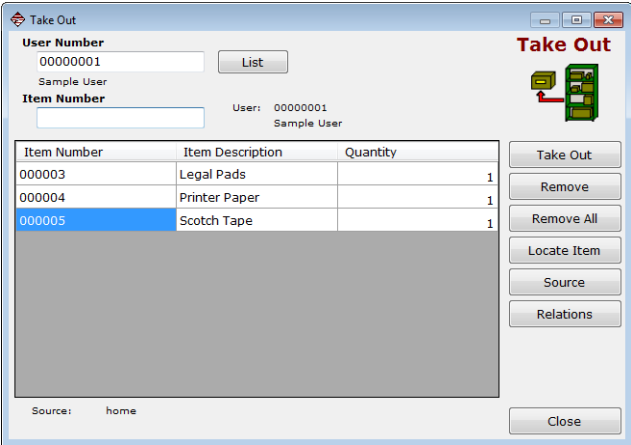 Take Out
User Number
Take Out
00000001
List
Sample User
Item Number
User: 00000001
Sample User
Item Number Item Description Quantity
000003 Legal Pads 1
000004 Printer Paper 1
000005 Scotch Tape 1
Take Out
Remove
Remove All
Locate Item
Source
Relations
Source: home
Close